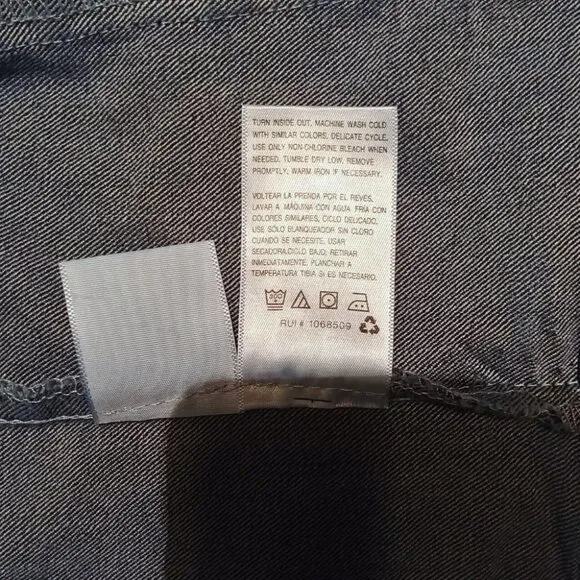 TURN INSIDE OUT, MACHINE WASH COLD
WITH SIMILAR COLORS, DELICATE CYCLE.
USE ONLY NON-CHLORINE BLEACH WHEN
NEEDED. TUMBLE DRY LOW. REMOVE
PROMPTLY, WARM IRON IF NECESSARY.
VOLTEAR LA PRENDA POR EL REVES,
LAVAR A MÁQUINA CON AGUA FRÍA CON
COLORES SIMILARES, CICLO DELICADO.
USE SÓLO BLANQUEADOR SIN CLORO
CUANDO SE NECESITE. USAR
SECADORA,CICLO BAJO; RETIRAR
INMEDIATAMENTE, PLANCHAR A
TEMPERATURA TIBIA SI ES NECESARIO.
RUI# 1068509